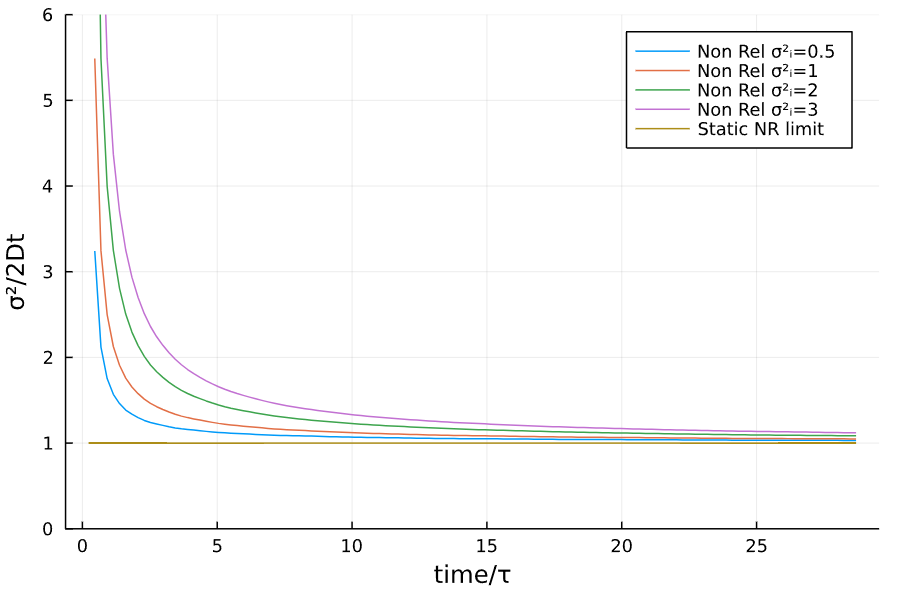 6
5
4
3
2
1
0
σ²/2Dt
Non Rel σ²ᵢ=0.5
Non Rel σ²ᵢ=1
Non Rel σ²ᵢ=2
Non Rel σ²ᵢ=3
Static NR limit
0 5 10 15 20 25
time/τ